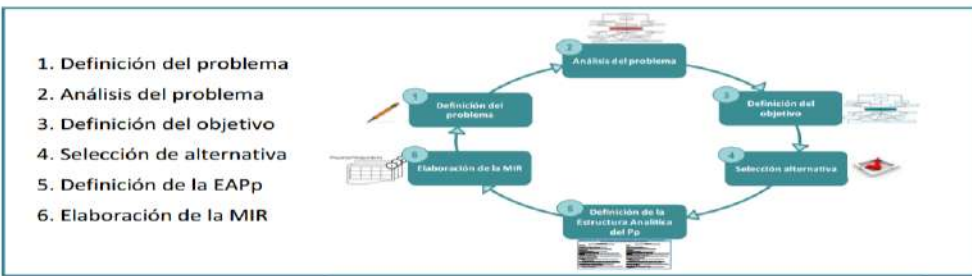 1. Definición del problema
2. Análisis del problema
3. Definición del objetivo
4. Selección de alternativa
5. Definición de la EAPp
6. Elaboración de la MIR
2
Análisis del problema
1
Definición del
problema
3
Definición del
objetivo
6
Elaboración de la MIR
4
Selección alternativa
5
Definición de la
Estructura Analítica
del Pp